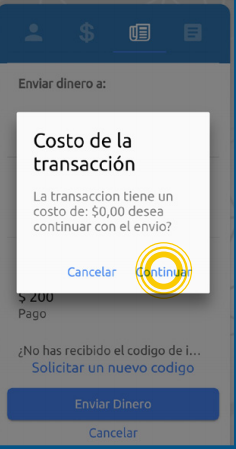 Enviar dinero a:
Costo de la
transacción
La transaccion tiene un
costo de: $0,00 desea
continuar con el envio?
Cancelar Continuar
$ 200
Pago
¿No has recibido el codigo de i...
Solicitar un nuevo codigo
Enviar Dinero
Cancelar